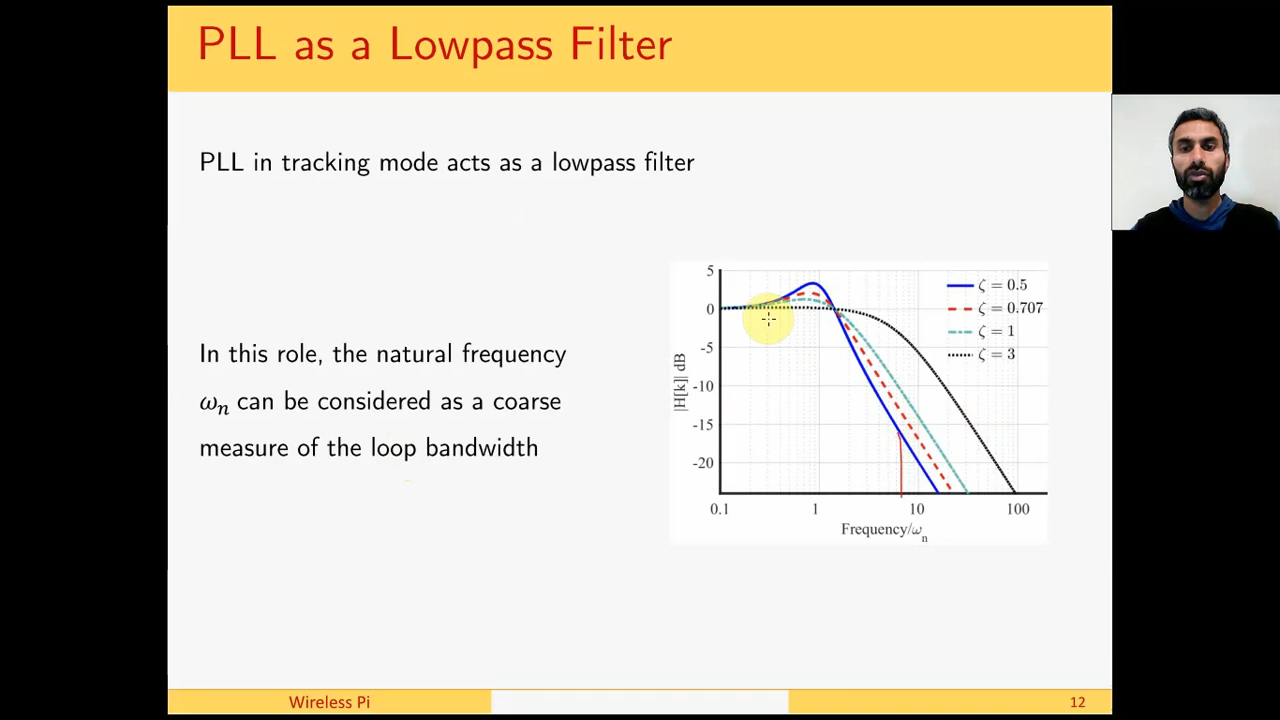 PLL as a Lowpass Filter
PLL in tracking mode acts as a lowpass filter
In this role, the natural frequency
ωn can be considered as a coarse
measure of the loop bandwidth
5
0
-5
-10
-15
-20
|H[k]| dB
ζ = 0.5
ζ = 0.707
ζ = 1
ζ = 3
0.1 1 10 100
Frequency/ωn
Wireless Pi
12